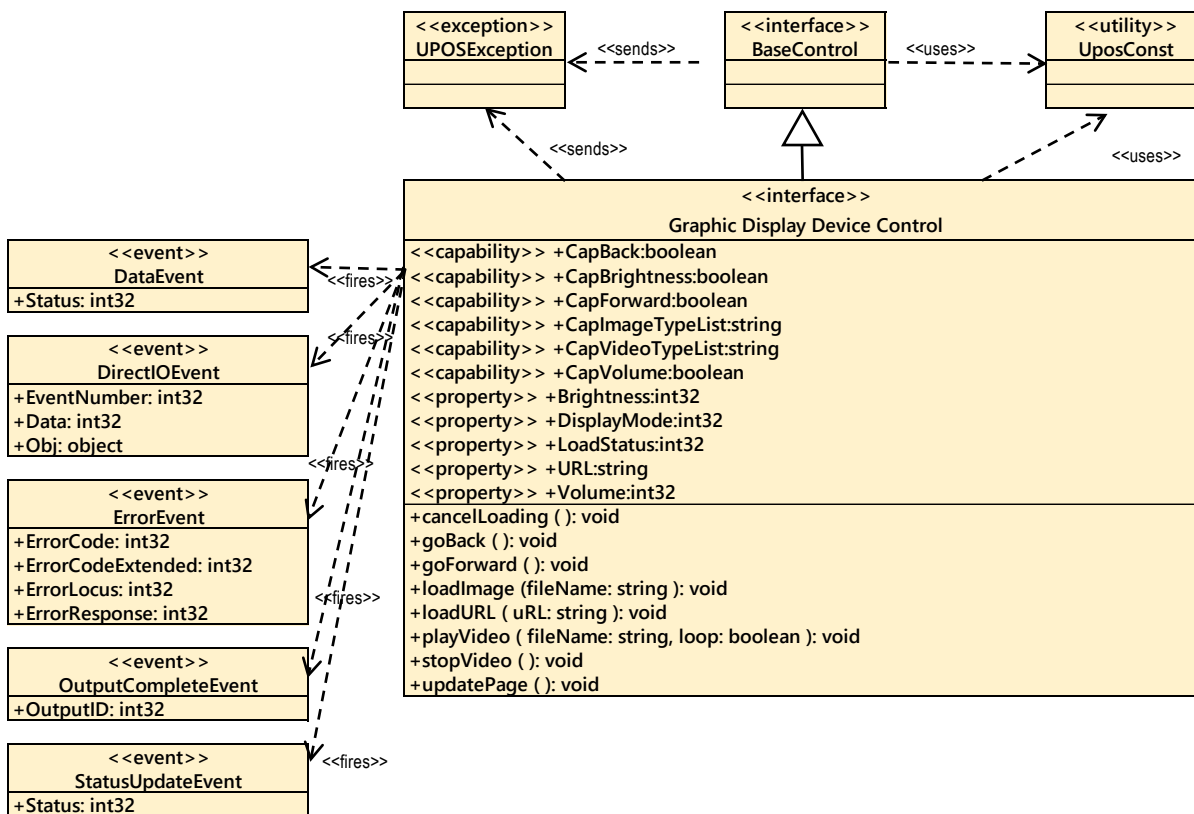 <<exception>>
UPOSException
<<sends>>
<<interface>>
BaseControl
<<uses>>
<<utility>>
UposConst
<<sends>>
<<uses>>
<<interface>>
Graphic Display Device Control
<<capability>> +CapBack:boolean
<<capability>> +CapBrightness:boolean
<<capability>> +CapForward:boolean
<<capability>> +CapImageTypeList:string
<<capability>> +CapVideoTypeList:string
<<capability>> +CapVolume:boolean
<<property>> +Brightness:int32
<<property>> +DisplayMode:int32
<<property>> +LoadStatus:int32
<<property>> +URL:string
<<property>> +Volume:int32
+cancelLoading ( ): void
+goBack ( ): void
+goForward ( ): void
+loadImage (fileName: string ): void
+loadURL ( uRL: string ): void
+playVideo ( fileName: string, loop: boolean ): void
+stopVideo ( ): void
+updatePage ( ): void
<<event>>
DataEvent
+Status: int32
<<fires>>
<<event>>
DirectIOEvent
+EventNumber: int32
+Data: int32
+Obj: object
<<fires>>
<<event>>
ErrorEvent
+ErrorCode: int32
+ErrorCodeExtended: int32
+ErrorLocus: int32
+ErrorResponse: int32
<<fires>>
<<event>>
OutputCompleteEvent
+OutputID: int32
<<fires>>
<<event>>
StatusUpdateEvent
+Status: int32
<<fires>>